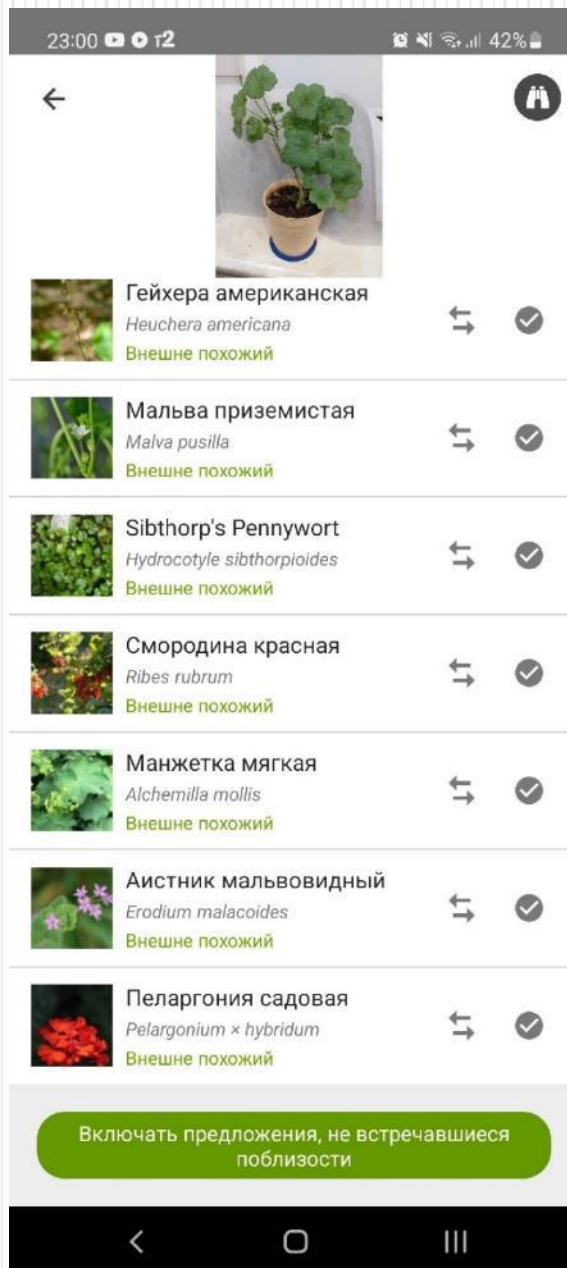 23:00 т2 42%
Гейхера американская
Heuchera americana
Внешне похожий
Мальва приземистая
Malva pusilla
Внешне похожий
Sibthorp's Pennywort
Hydrocotyle sibthorpioides
Внешне похожий
Смородина красная
Ribes rubrum
Внешне похожий
Манжетка мягкая
Alchemilla mollis
Внешне похожий
Аистник мальвовидный
Erodium malacoides
Внешне похожий
Пеларгония садовая
Pelargonium × hybridum
Внешне похожий
Включать предложения, не встречавшиеся
поблизости